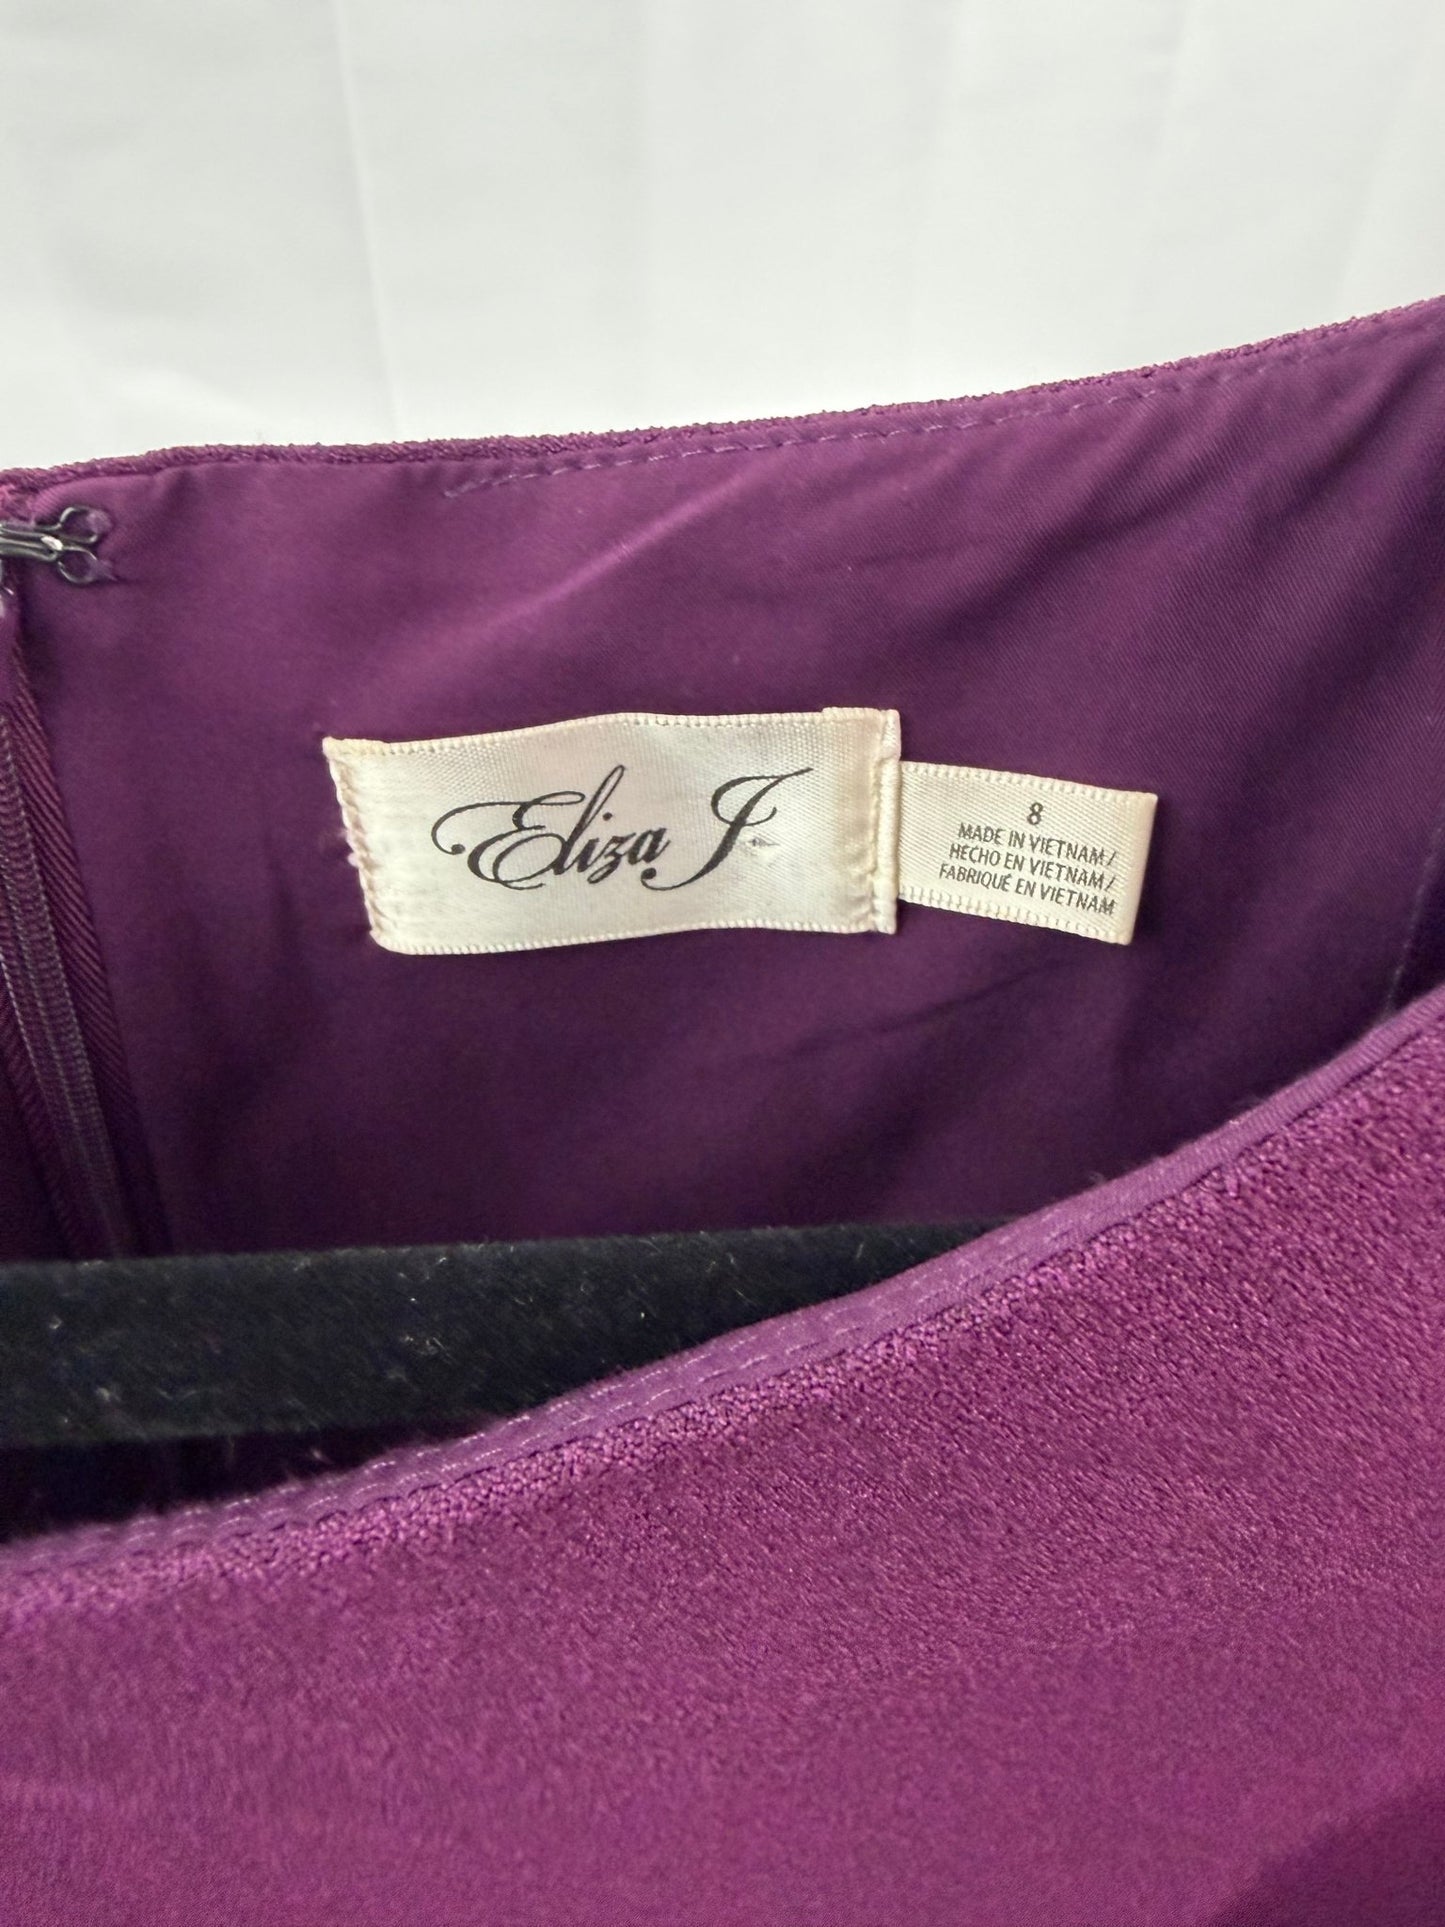 Eliza J
8
MADE IN VIETNAM/
HECHO EN VIETNAM/
FABRIQUÉ EN VIETNAM